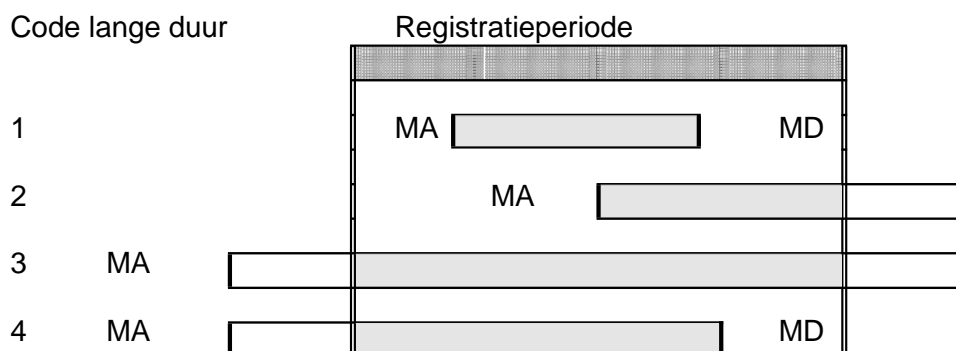 Code lange duur Registratieperiode
1 MA MD
2 MA
3 MA
4 MA MD